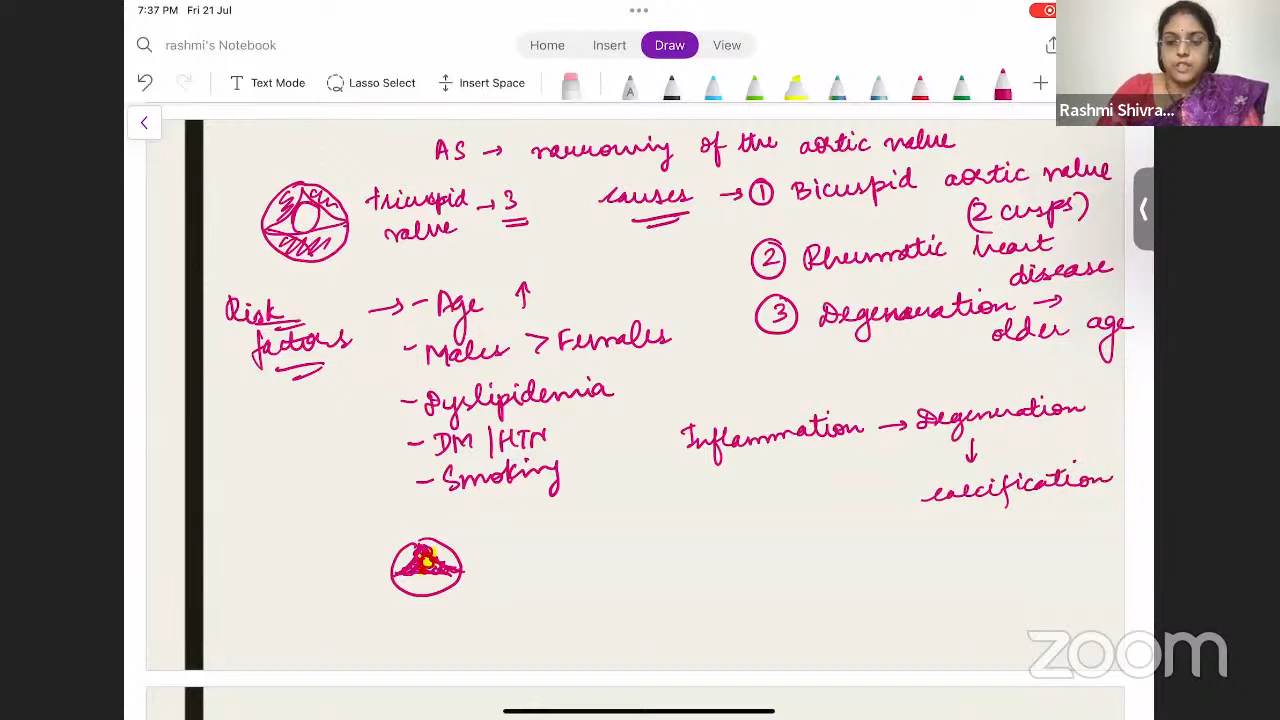 7:37 PM Fri 21 Jul
rashmi's Notebook
Home Insert Draw View
Text Mode Lasso Select Insert Space
Rashmi Shivra...
AS → narrowing of the aortic valve
tricuspid valve → 3
causes → ① Bicuspid aortic valve
(2 cusps)
② Rheumatic heart
disease
③ Degeneration →
older age
Risk
factors → - Age ↑
- Males > Females
- Dyslipidemia
- DM | HTN
- Smoking
Inflammation → Degeneration
↓
calcification
zoom